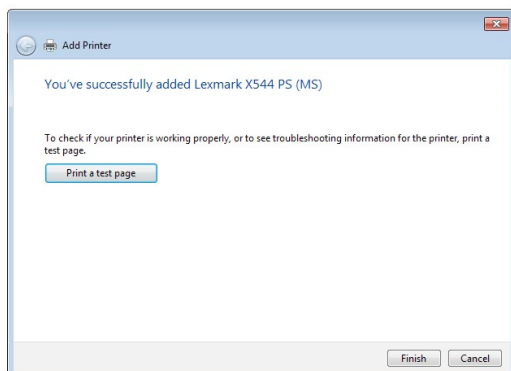 Add Printer
You've successfully added Lexmark X544 PS (MS)
To check if your printer is working properly, or to see troubleshooting information for the printer, print a
test page.
Print a test page
Finish
Cancel